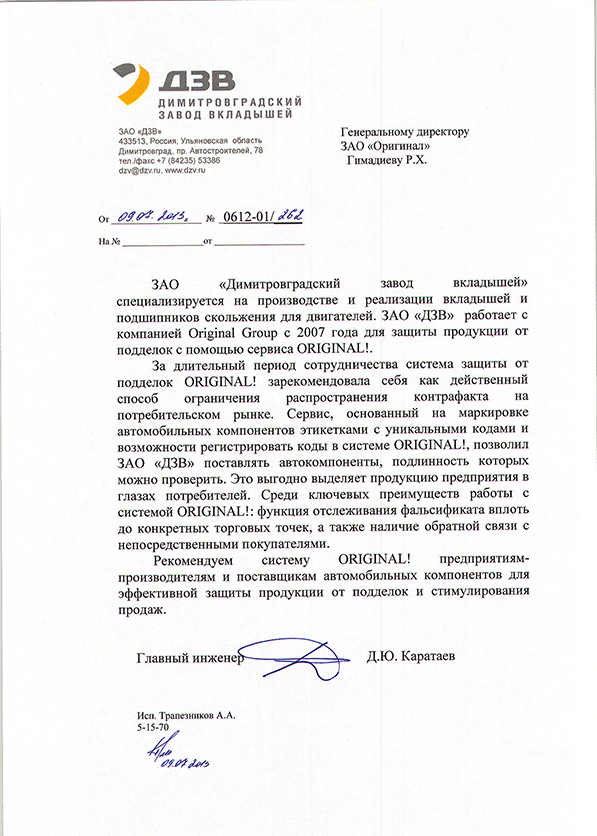 ДЗВ
ДИМИТРОВГРАДСКИЙ
ЗАВОД ВКЛАДЫШЕЙ
ЗАО «ДЗВ»
433513, Россия, Ульяновская область
Димитровград, пр. Автостроителей, 78
тел./факс +7 (84235) 53386
dzv@dzv.ru, www.dzv.ru
Генеральному директору
ЗАО «Оригинал»
Гимадиеву Р.Х.
От 09.07.2013. № 0612-01/262
На № ________________ от ________________
ЗАО «Димитровградский завод вкладышей»
специализируется на производстве и реализации вкладышей и
подшипников скольжения для двигателей. ЗАО «ДЗВ» работает с
компанией Original Group с 2007 года для защиты продукции от
подделок с помощью сервиса ORIGINAL!.
За длительный период сотрудничества система защиты от
подделок ORIGINAL! зарекомендовала себя как действенный
способ ограничения распространения контрафакта на
потребительском рынке. Сервис, основанный на маркировке
автомобильных компонентов этикетками с уникальными кодами и
возможности регистрировать коды в системе ORIGINAL!, позволил
ЗАО «ДЗВ» поставлять автокомпоненты, подлинность которых
можно проверить. Это выгодно выделяет продукцию предприятия в
глазах потребителей. Среди ключевых преимуществ работы с
системой ORIGINAL!: функция отслеживания фальсификата вплоть
до конкретных торговых точек, а также наличие обратной связи с
непосредственными покупателями.
Рекомендуем систему ORIGINAL! предприятиям-
производителям и поставщикам автомобильных компонентов для
эффективной защиты продукции от подделок и стимулирования
продаж.
Главный инженер Д.Ю. Каратаев
Исп. Трапезников А.А.
5-15-70
09.07.2013